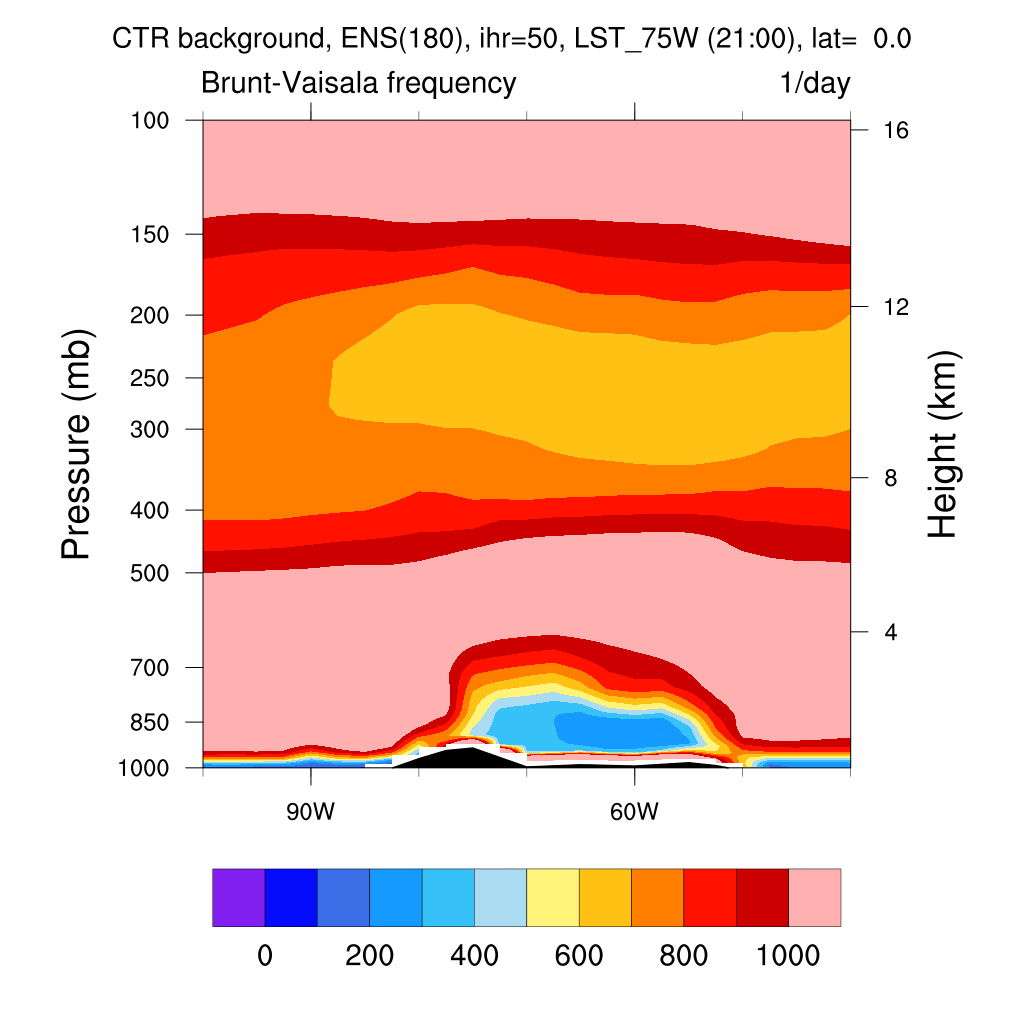 CTR background, ENS(180), ihr=50, LST_75W (21:00), lat=  0.0
Brunt-Vaisala frequency 1/day
100
150
200
250
300
400
500
700
850
1000
Pressure (mb)
16
12
8
4
Height (km)
90W 60W
0 200 400 600 800 1000